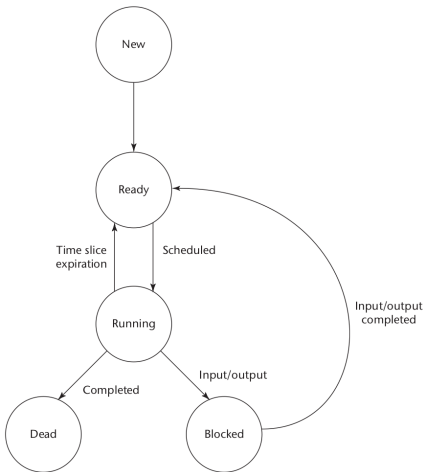 New
Ready
Time slice
expiration
Scheduled
Running
Input/output
completed
Input/output
Completed
Dead
Blocked